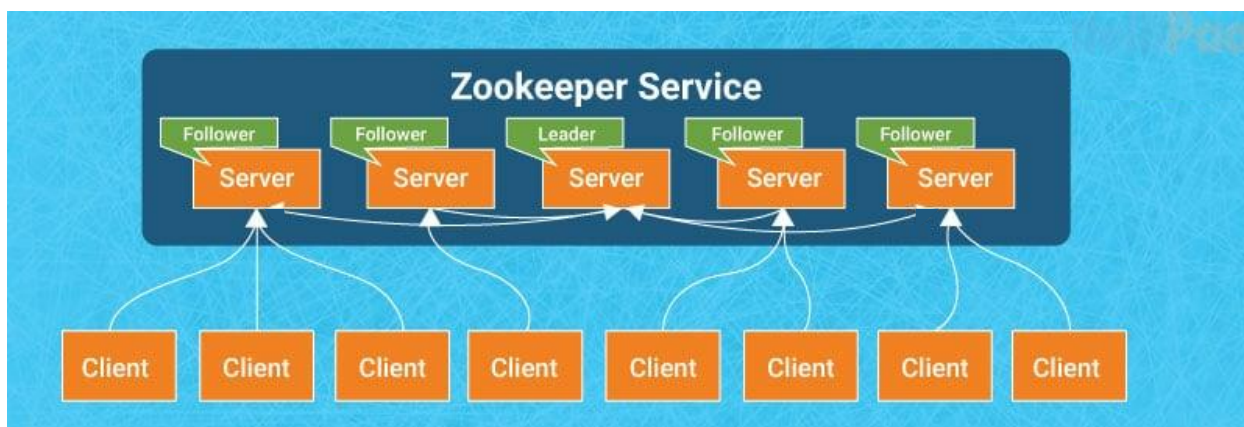 Zookeeper Service
Follower Follower Leader Follower Follower
Server Server Server Server Server
Client Client Client Client Client Client Client Client